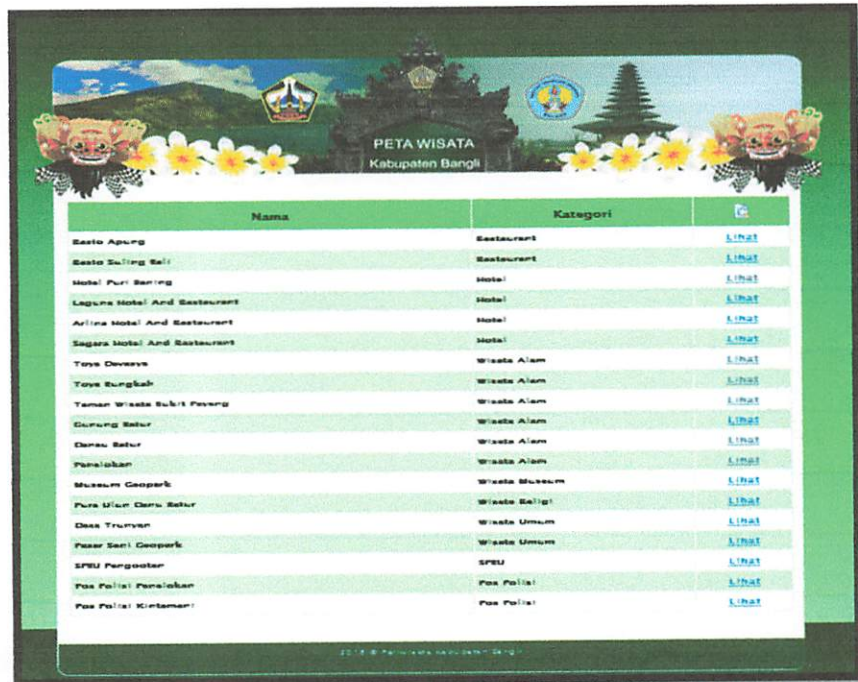 PETA WISATA
Kabupaten Bangli
Nama Kategori
Resto Apung Restaurant Lihat
Resto Suling Bali Restaurant Lihat
Hotel Puri Hotel Lihat
Laguna Hotel And Restaurant Hotel Lihat
Arlina Hotel And Restaurant Hotel Lihat
Segara Hotel And Restaurant Hotel Lihat
Toya Devasya Wisata Alam Lihat
Toya Bungkah Wisata Alam Lihat
Taman Wisata Bukit Payang Wisata Alam Lihat
Gunung Batur Wisata Alam Lihat
Danau Batur Wisata Alam Lihat
Penelokan Wisata Alam Lihat
Museum Geopark Wisata Museum Lihat
Pura Ulun Danu Batur Wisata Religi Lihat
Desa Trunyan Wisata Umum Lihat
Pasar Seni Geopark Wisata Umum Lihat
SPBU SPBU Lihat
Pos Polisi Penelokan Pos Polisi Lihat
Pos Polisi Kintamani Pos Polisi Lihat
Kabupaten Bangli